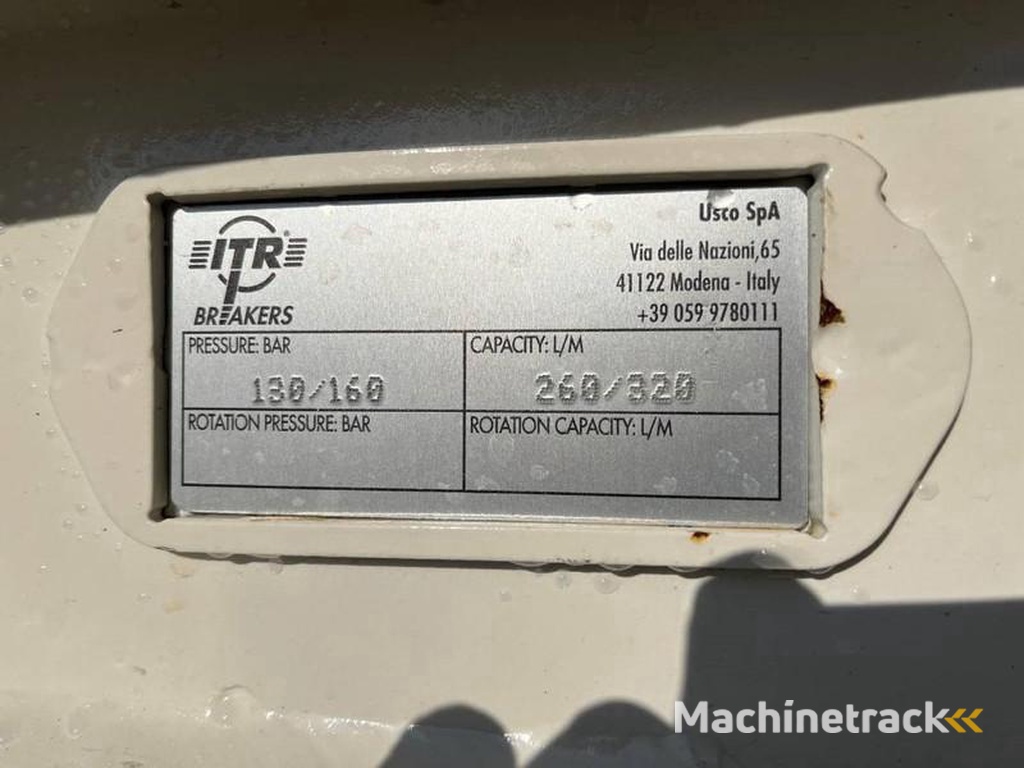 ITR®
BREAKERS
Usco SpA
Via delle Nazioni,65
41122 Modena - Italy
+39 059 9780111
PRESSURE: BAR
130/160
CAPACITY: L/M
260/320
ROTATION PRESSURE: BAR
ROTATION CAPACITY: L/M
Machinetrack